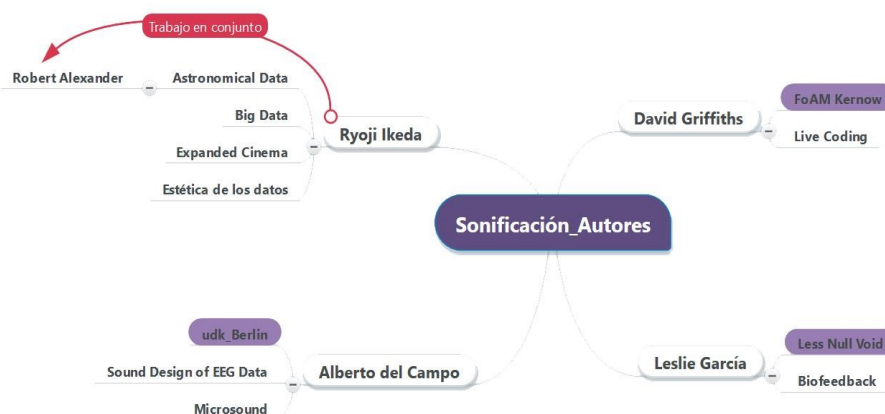 Trabajo en conjunto
Robert Alexander
Astronomical Data
Big Data
Expanded Cinema
Estética de los datos
Ryoji Ikeda
David Griffiths
FoAM Kernow
Live Coding
Sonificación_Autores
udk_Berlin
Sound Design of EEG Data
Microsound
Alberto del Campo
Leslie García
Less Null Void
Biofeedback